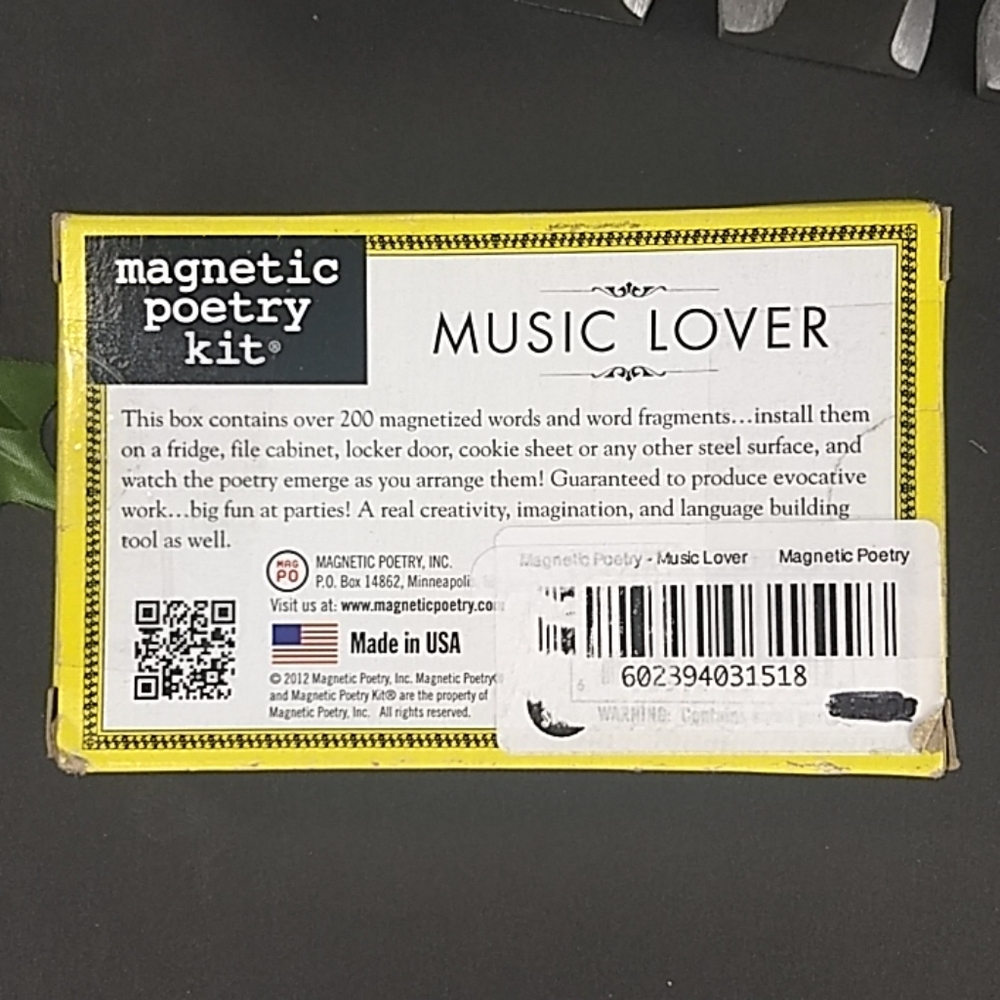 magnetic
poetry
kit®
MUSIC LOVER
This box contains over 200 magnetized words and word fragments...install them
on a fridge, file cabinet, locker door, cookie sheet or any other steel surface, and
watch the poetry emerge as you arrange them! Guaranteed to produce evocative
work...big fun at parties! A real creativity, imagination, and language building
tool as well.
MAG
PO
MAGNETIC POETRY, INC.
P.O. Box 14862, Minneapoli
Visit us at: www.magneticpoetry.co
Made in USA
© 2012 Magnetic Poetry, Inc. Magnetic Poetry
and Magnetic Poetry Kit® are the property of
Magnetic Poetry, Inc. All rights reserved.
Magnetic Poetry - Music Lover Magnetic Poetry
602394031518
6
WARNING: Contains